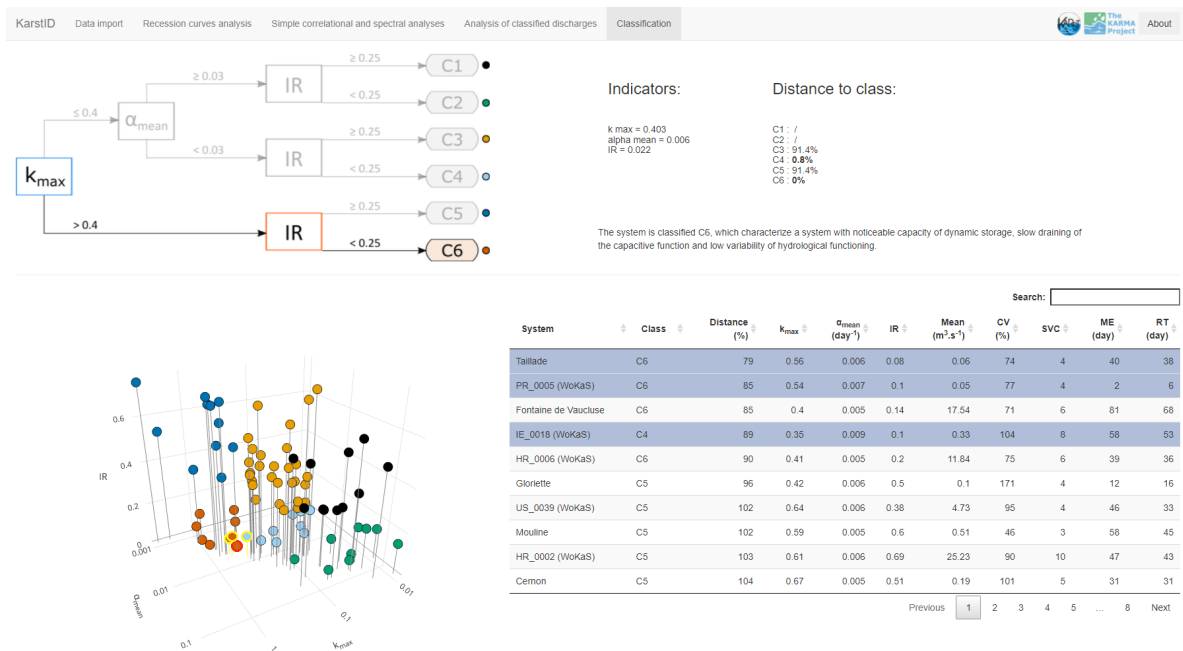 KarstID Data import Recession curves analysis Simple correlational and spectral analyses Analysis of classified discharges Classification The KARMA Project About
≥ 0.25
C1
≥ 0.03
IR
< 0.25
C2
≤ 0.4
αmean
≥ 0.25
C3
< 0.03
IR
< 0.25
C4
kmax
≥ 0.25
C5
> 0.4
IR
< 0.25
C6
Indicators:
k max = 0.403
alpha mean = 0.006
IR = 0.022
Distance to class:
C1 : /
C2 : /
C3 : 91.4%
C4 : 0.8%
C5 : 91.4%
C6 : 0%
The system is classified C6, which characterize a system with noticeable capacity of dynamic storage, slow draining of
the capacitive function and low variability of hydrological functioning.
0.6
0.4
IR
0.2
0
0.001
0.01
αmean
0.1
0.01
0.1
kmax
1
Search:
System Class Distance (%) kmax αmean (day-1) IR Mean (m3.s-1) CV (%) SVC ME (day) RT (day)
Taillade C6 79 0.56 0.006 0.08 0.06 74 4 40 38
PR_0005 (WoKaS) C6 85 0.54 0.007 0.1 0.05 77 4 2 6
Fontaine de Vaucluse C6 85 0.4 0.005 0.14 17.54 71 6 81 68
IE_0018 (WoKaS) C4 89 0.35 0.009 0.1 0.33 104 8 58 53
HR_0006 (WoKaS) C6 90 0.41 0.005 0.2 11.84 75 6 39 36
Gloriette C5 96 0.42 0.006 0.5 0.1 171 4 12 16
US_0039 (WoKaS) C5 102 0.64 0.006 0.38 4.73 95 4 46 33
Mouline C5 102 0.59 0.005 0.6 0.51 46 3 58 45
HR_0002 (WoKaS) C5 103 0.61 0.006 0.69 25.23 90 10 47 43
Cernon C5 104 0.67 0.005 0.51 0.19 101 5 31 31
Previous 1 2 3 4 5 … 8 Next